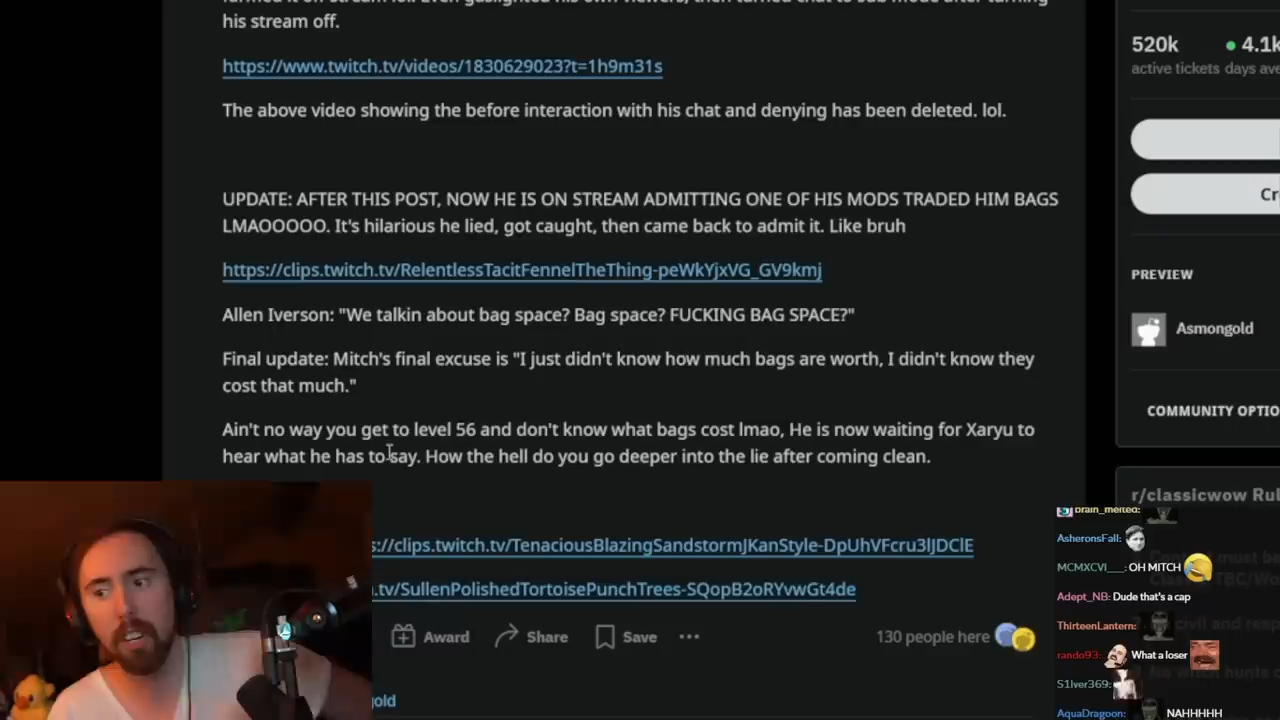 his stream off.
https://www.twitch.tv/videos/1830629023?t=1h9m31s
The above video showing the before interaction with his chat and denying has been deleted. lol.
UPDATE: AFTER THIS POST, NOW HE IS ON STREAM ADMITTING ONE OF HIS MODS TRADED HIM BAGS
LMAOOOOO. It's hilarious he lied, got caught, then came back to admit it. Like bruh
https://clips.twitch.tv/RelentlessTacitFennelTheThing-peWkYjxVG_GV9kmj
Allen Iverson: "We talkin about bag space? Bag space? FUCKING BAG SPACE?"
Final update: Mitch's final excuse is "I just didn't know how much bags are worth, I didn't know they
cost that much."
Ain't no way you get to level 56 and don't know what bags cost lmao, He is now waiting for Xaryu to
hear what he has to say. How the hell do you go deeper into the lie after coming clean.
s://clips.twitch.tv/TenaciousBlazingSandstormJKanStyle-DpUhVFcru3lJDClE
.tv/SullenPolishedTortoisePunchTrees-SQopB2oRYvwGt4de
Award Share Save ••• 130 people here
gold
520k 4.1k
active tickets days ave
Cr
PREVIEW
Asmongold
COMMUNITY OPTIO
r/classicwow Rul
brain_melted:
AsheronsFall:
MCMXCVI___: OH MITCH
Adept_NB: Dude that's a cap
ThirteenLantern:
rando93: What a loser
S1lver369:
AquaDragoon: NAHHHHH